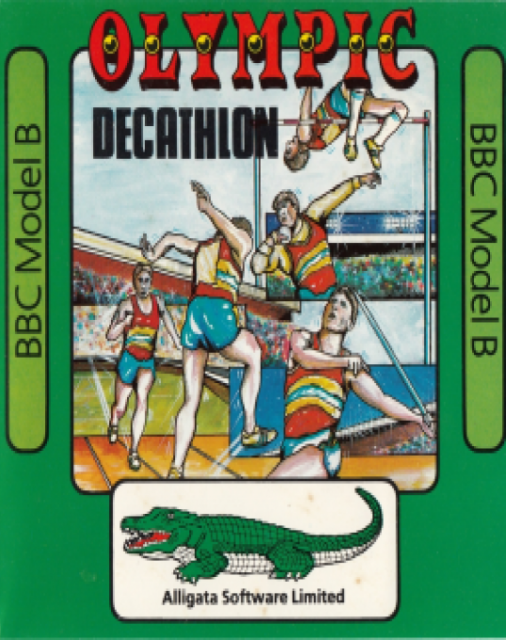 OLYMPIC
DECATHLON
BBC Model B
BBC Model B
Alligata Software Limited